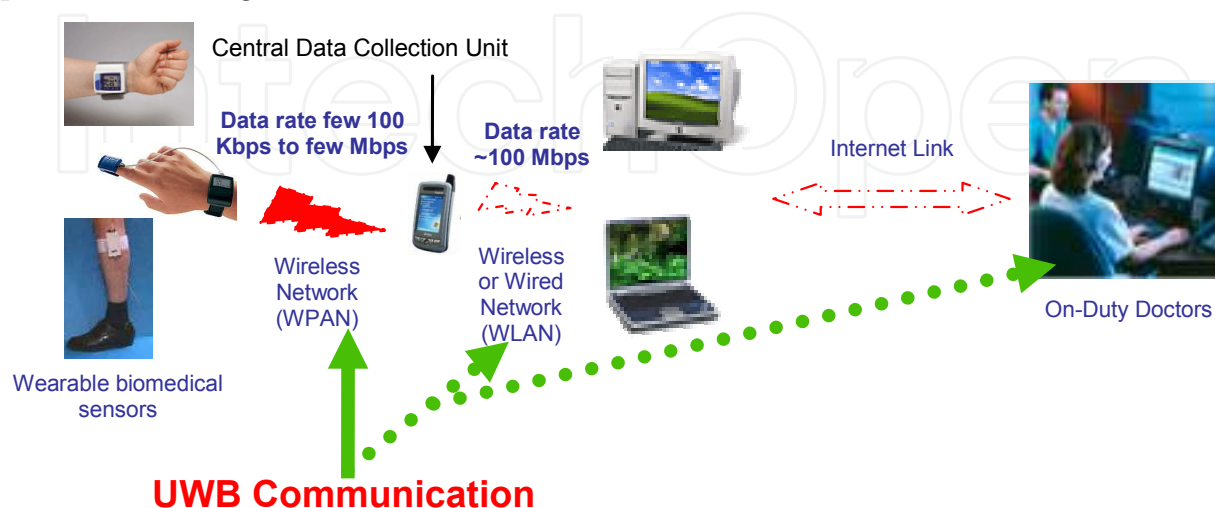 Central Data Collection Unit
Data rate few 100
Kbps to few Mbps
Data rate
~100 Mbps
Internet Link
Wireless
Network
(WPAN)
Wireless
or Wired
Network
(WLAN)
On-Duty Doctors
Wearable biomedical
sensors
UWB Communication
IntechOpen